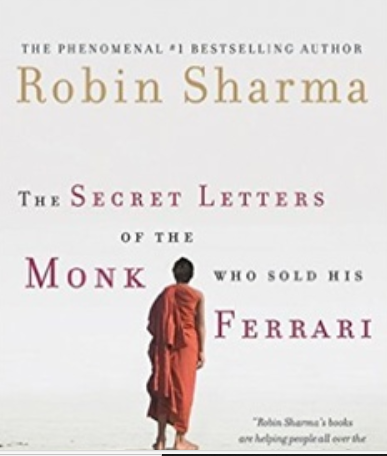 THE PHENOMENAL #1 BESTSELLING AUTHOR
Robin Sharma
THE SECRET LETTERS
OF THE
MONK WHO SOLD HIS
FERRARI
"Robin Sharma's books
are helping people all over the